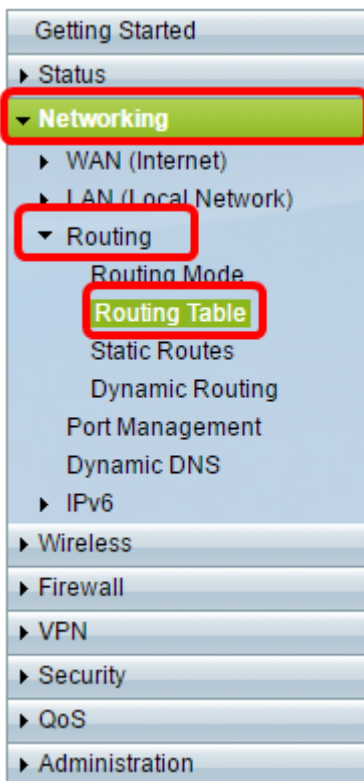 Getting Started
Status
Networking
WAN (Internet)
LAN (Local Network)
Routing
Routing Mode
Routing Table
Static Routes
Dynamic Routing
Port Management
Dynamic DNS
IPv6
Wireless
Firewall
VPN
Security
QoS
Administration